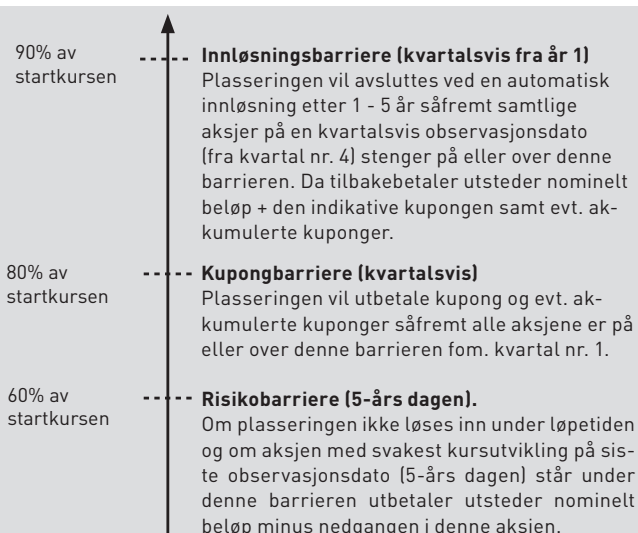 90% av
startkursen
Innløsningsbarriere (kvartalsvis fra år 1)
Plasseringen vil avsluttes ved en automatisk
innløsning etter 1 - 5 år såfremt samtlige
aksjer på en kvartalsvis observasjonsdato
(fra kvartal nr. 4) stenger på eller over denne
barrieren. Da tilbakebetaler utsteder nominelt
beløp + den indikative kupongen samt evt. ak-
kumulerte kuponger.
80% av
startkursen
Kupongbarriere (kvartalsvis)
Plasseringen vil utbetale kupong og evt. ak-
kumulerte kuponger såfremt alle aksjene er på
eller over denne barrieren fom. kvartal nr. 1.
60% av
startkursen
Risikobarriere (5-års dagen).
Om plasseringen ikke løses inn under løpetiden
og om aksjen med svakest kursutvikling på sis-
te observasjonsdato (5-års dagen) står under
denne barrieren utbetaler utsteder nominelt
beløp minus nedgangen i denne aksjen.